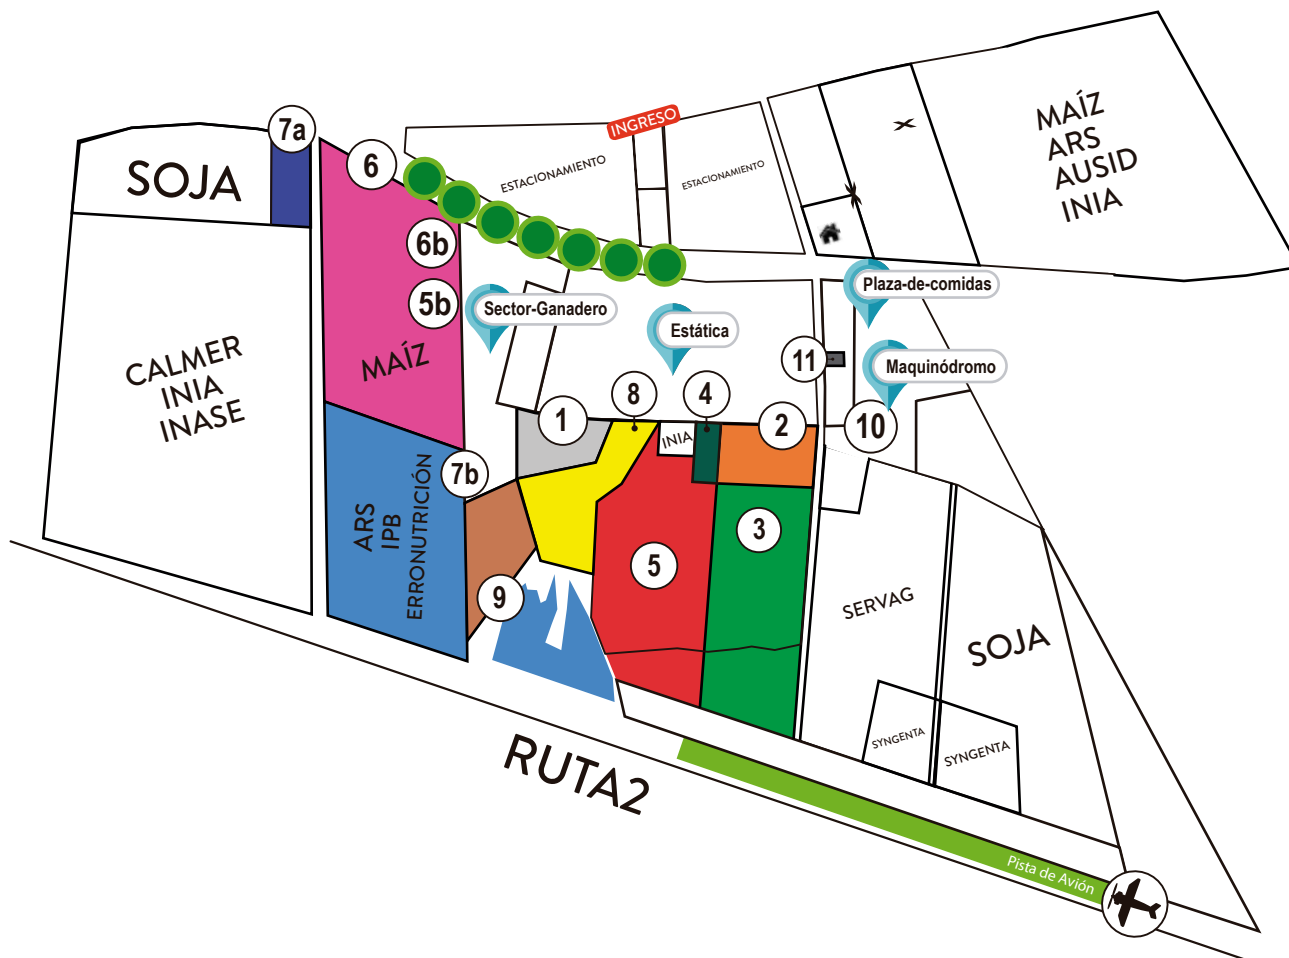 INGRESO
7a
6
ESTACIONAMIENTO
ESTACIONAMIENTO
MAÍZ
ARS
AUSID
INIA
SOJA
6b
5b
Sector-Ganadero
Estática
Plaza-de-comidas
11
Maquinódromo
CALMER
INIA
INASE
MAÍZ
1
8
4
2
10
INIA
7b
ARS
IPB
ERRONUTRICIÓN
3
5
9
SERVAG
SOJA
SYNGENTA
SYNGENTA
RUTA2
Pista de Avión